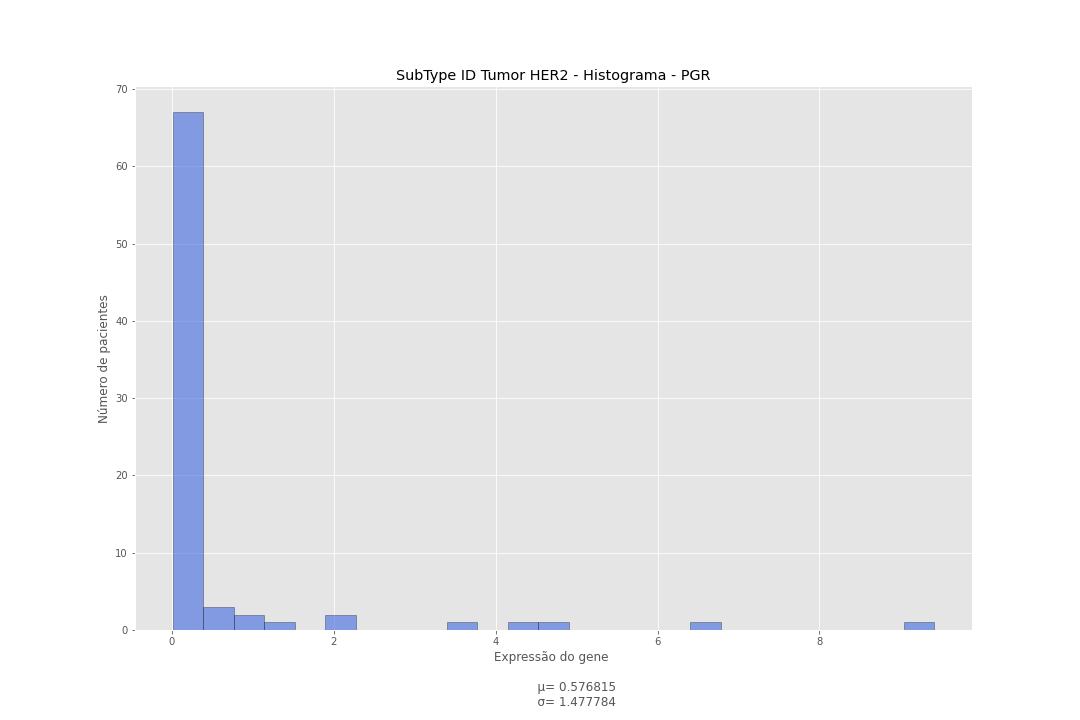 SubType ID Tumor HER2 - Histograma - PGR
70
60
50
40
30
20
10
0
Número de pacientes
0 2 4 6 8
Expressão do gene
μ= 0.576815
σ= 1.477784